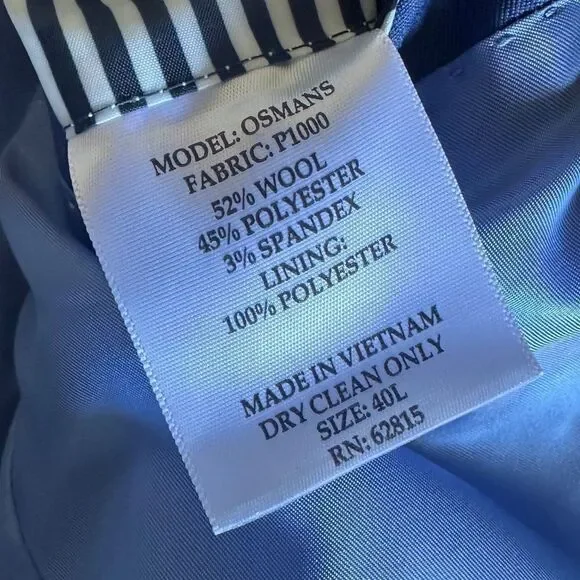 MODEL: OSMANS
FABRIC: P1000
52% WOOL
45% POLYESTER
3% SPANDEX
LINING:
100% POLYESTER
MADE IN VIETNAM
DRY CLEAN ONLY
SIZE: 40L
RN: 62815